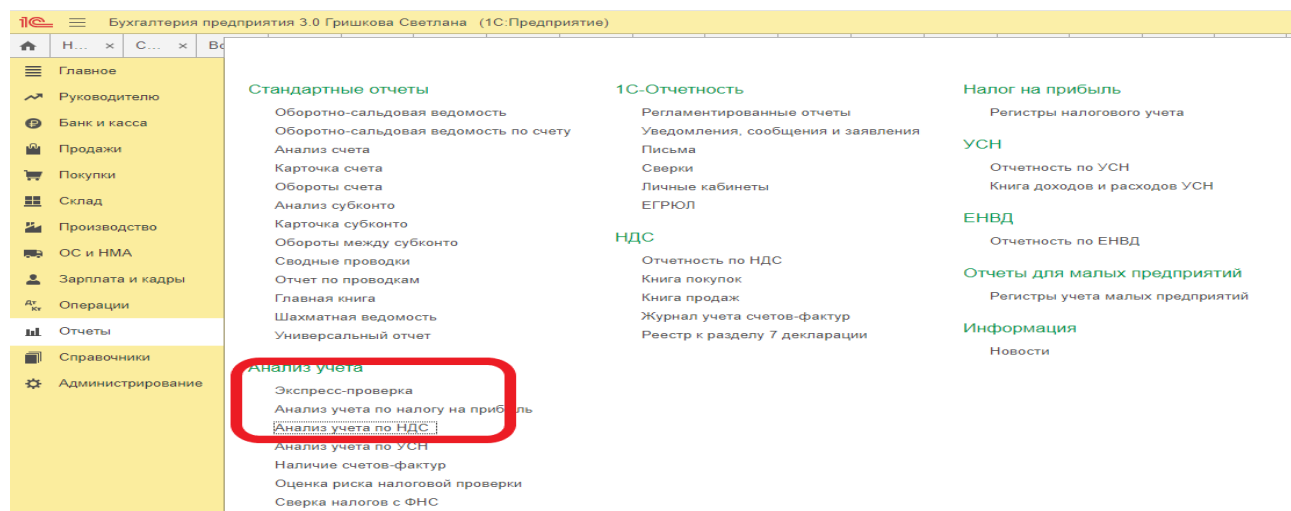 1С Бухгалтерия предприятия 3.0 Гришкова Светлана (1С:Предприятие)
Н... × С... ×
Главное
Руководителю
Банк и касса
Продажи
Покупки
Склад
Производство
ОС и НМА
Зарплата и кадры
Дт Кт Операции
Отчеты
Справочники
Администрирование
Стандартные отчеты
Оборотно-сальдовая ведомость
Оборотно-сальдовая ведомость по счету
Анализ счета
Карточка счета
Обороты счета
Анализ субконто
Карточка субконто
Обороты между субконто
Сводные проводки
Отчет по проводкам
Главная книга
Шахматная ведомость
Универсальный отчет
Анализ учета
Экспресс-проверка
Анализ учета по налогу на прибыль
Анализ учета по НДС
Анализ учета по УСН
Наличие счетов-фактур
Оценка риска налоговой проверки
Сверка налогов с ФНС
1С-Отчетность
Регламентированные отчеты
Уведомления, сообщения и заявления
Письма
Сверки
Личные кабинеты
ЕГРЮЛ
НДС
Отчетность по НДС
Книга покупок
Книга продаж
Журнал учета счетов-фактур
Реестр к разделу 7 декларации
Налог на прибыль
Регистры налогового учета
УСН
Отчетность по УСН
Книга доходов и расходов УСН
ЕНВД
Отчетность по ЕНВД
Отчеты для малых предприятий
Регистры учета малых предприятий
Информация
Новости